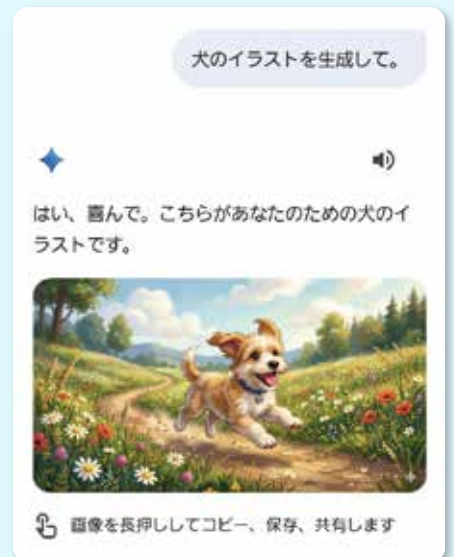 犬のイラストを生成して。
はい、喜んで。こちらがあなたのための犬のイ
ラストです。
画像を長押ししてコピー、保存、共有します